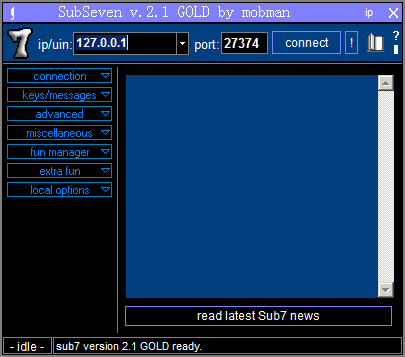 SubSeven v.2.1 GOLD by mobman ip X
7 ip/uin: 127.0.0.1 port: 27374 connect ! ?
connection
keys/messages
advanced
miscellaneous
fun manager
extra fun
local options
read latest Sub7 news
- idle - sub7 version 2.1 GOLD ready.